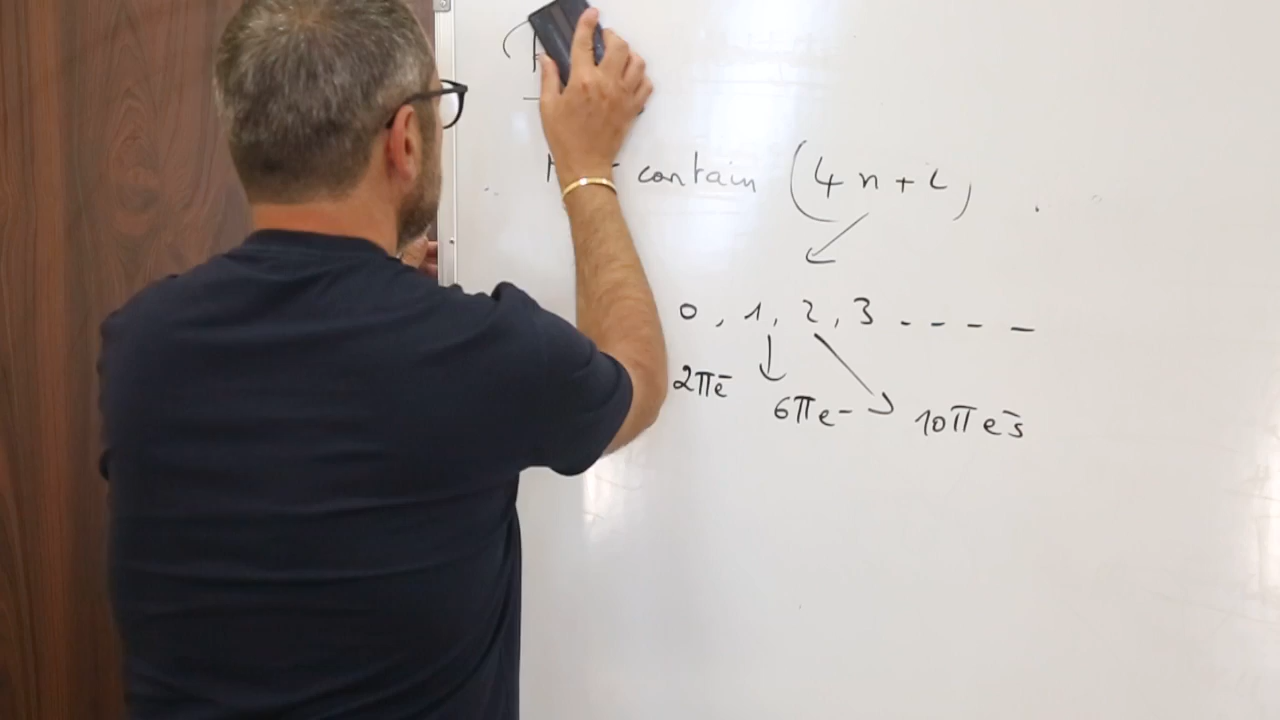 contain (4n+2)
0, 1, 2, 3 - - - -
2πe⁻
6πe- 10πe⁻s